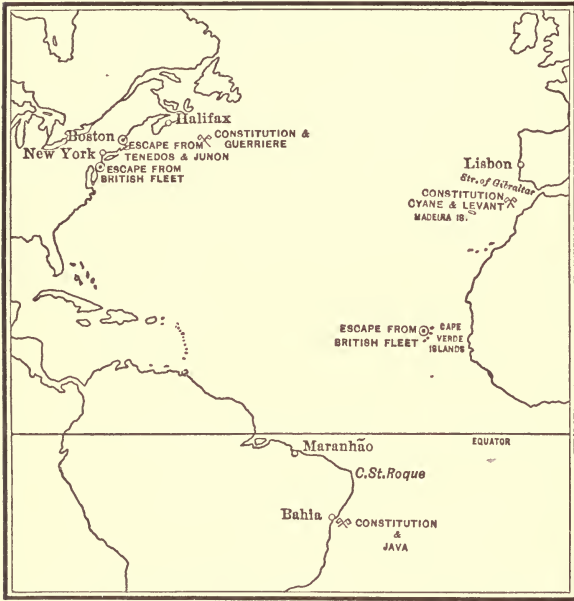 Halifax
Boston
CONSTITUTION &
GUERRIERE
ESCAPE FROM
TENEDOS & JUNON
New York
ESCAPE FROM
BRITISH FLEET
Lisbon
Str. of Gibraltar
CONSTITUTION
CYANE & LEVANT
MADEIRA IS.
ESCAPE FROM
BRITISH FLEET
CAPE
VERDE
ISLANDS
EQUATOR
Maranhão
C.St.Roque
Bahia
CONSTITUTION
&
JAVA